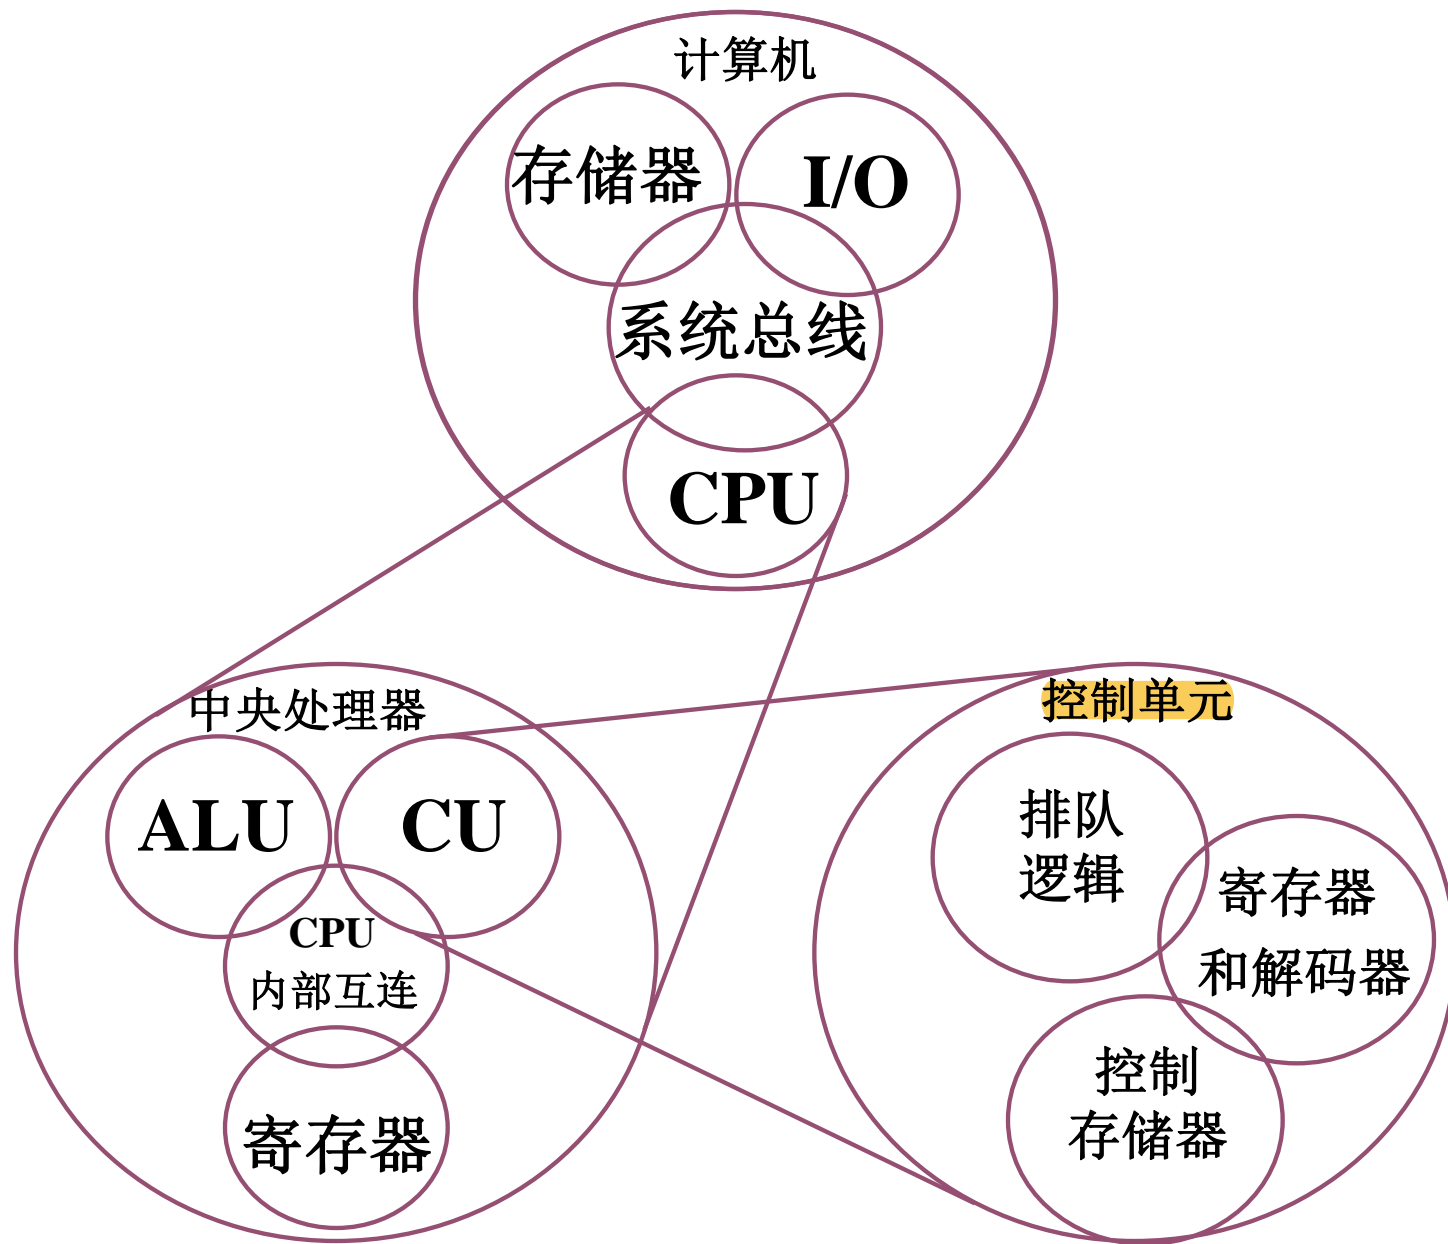 计算机
存储器
I/O
系统总线
CPU
中央处理器
ALU
CU
CPU
内部互连
寄存器
控制单元
排队
逻辑
寄存器
和解码器
控制
存储器